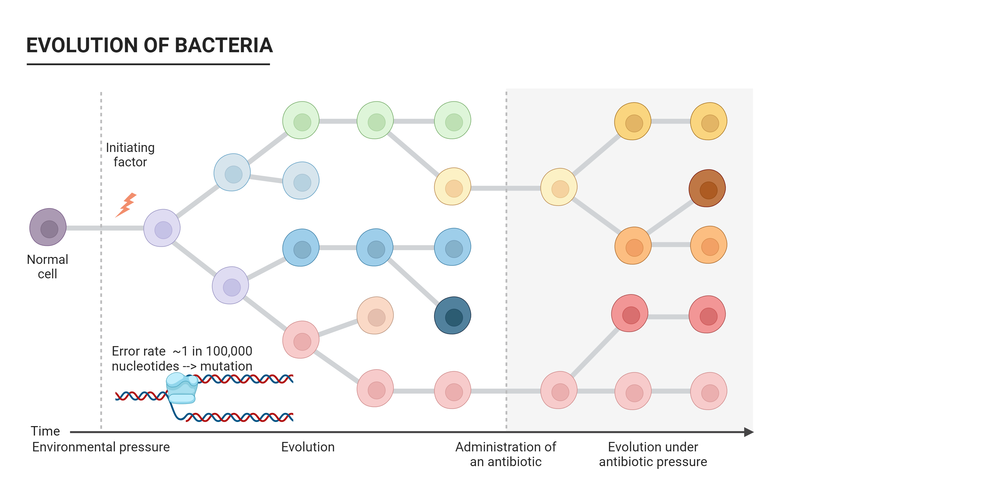 EVOLUTION OF BACTERIA
Initiating
factor
Normal
cell
Error rate  ~1 in 100,000
nucleotides --> mutation
Time
Environmental pressure
Evolution
Administration of
an antibiotic
Evolution under
antibiotic pressure